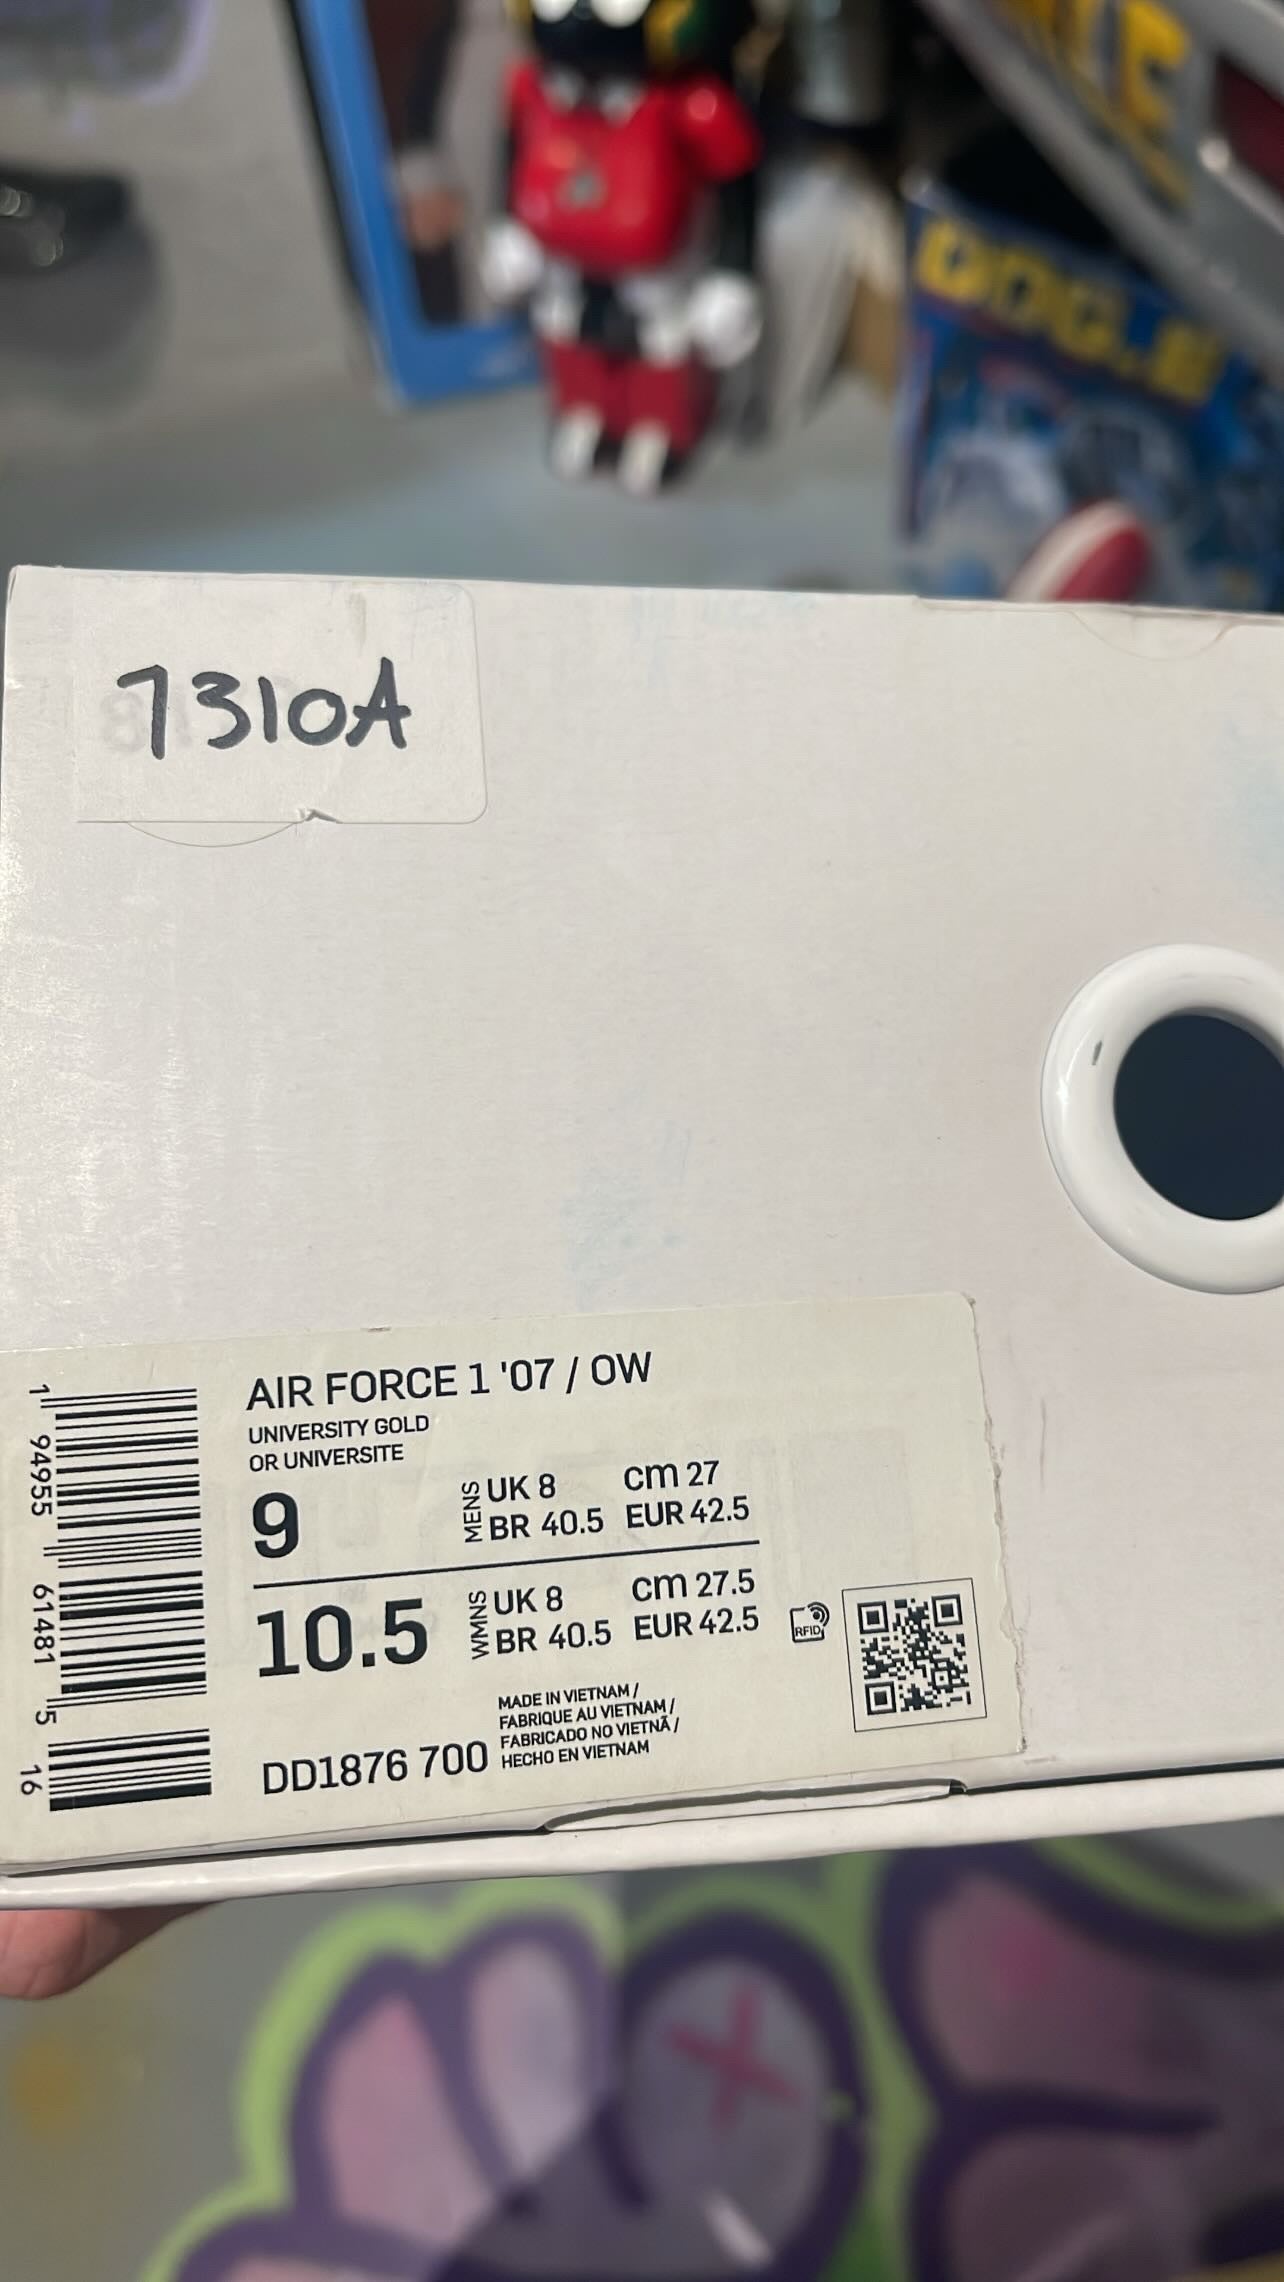 7310A
AIR FORCE 1 '07 / OW
UNIVERSITY GOLD
OR UNIVERSITE
9 MENS UK 8 cm 27
BR 40.5 EUR 42.5
10.5 WMNS UK 8 cm 27.5
BR 40.5 EUR 42.5
RFID
MADE IN VIETNAM /
FABRIQUE AU VIETNAM /
FABRICADO NO VIETNÃ /
HECHO EN VIETNAM
DD1876 700
1 94955 61481 5 16